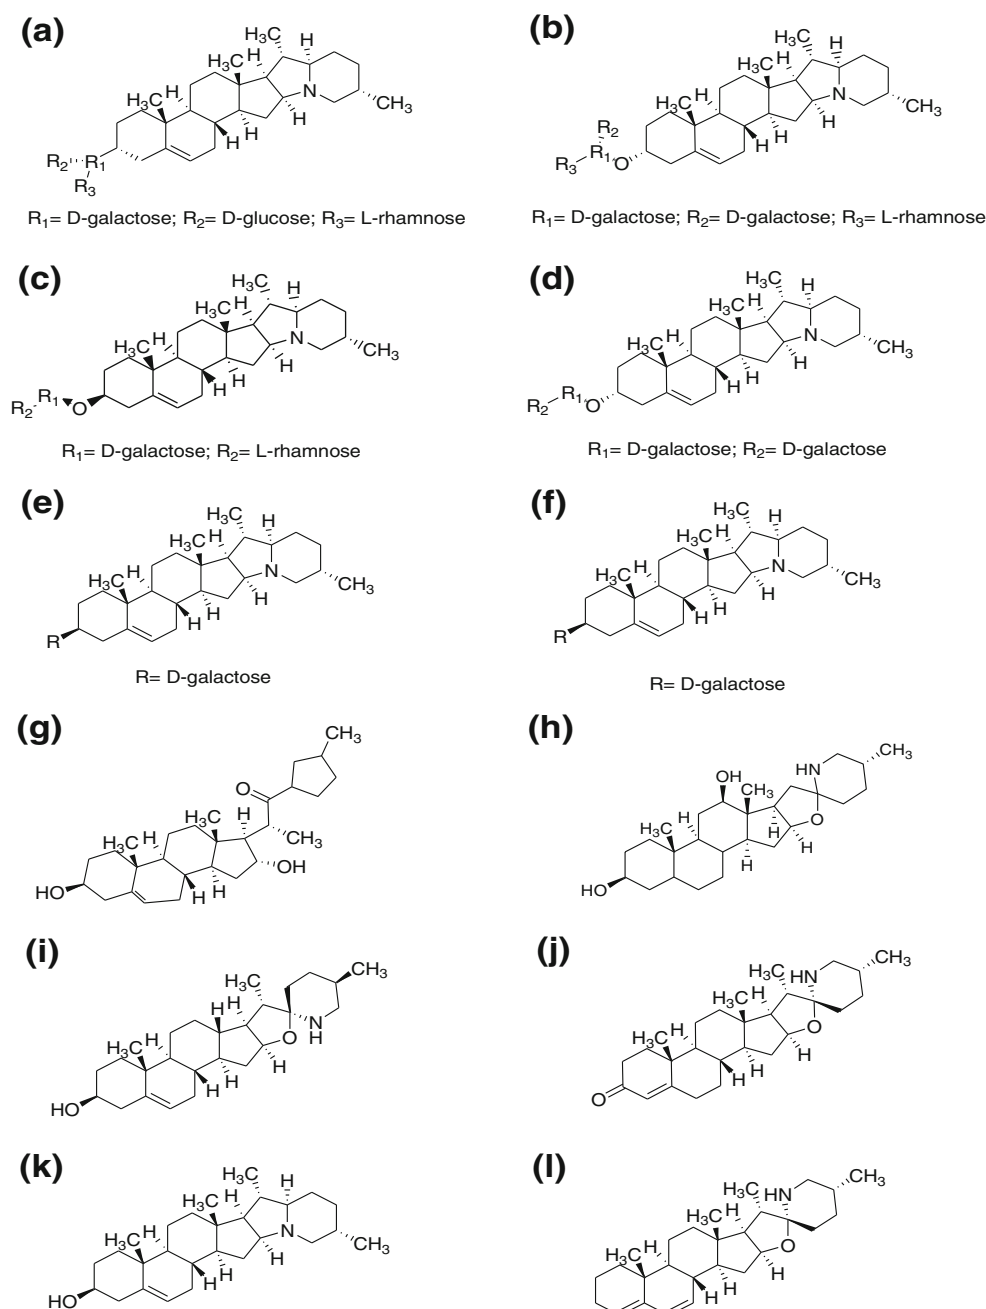 (a)
H₃C H
H₃C H
H₃C H N CH₃
H H H
R₂ R₁
R₃
R₁= D-galactose; R₂= D-glucose; R₃= L-rhamnose
(b)
H₃C H
H₃C H
H₃C H N CH₃
H H H
R₂
R₃ R₁ O
R₁= D-galactose; R₂= D-galactose; R₃= L-rhamnose
(c)
H₃C H
H₃C H
H₃C H N CH₃
H H H
R₂ R₁ O
R₁= D-galactose; R₂= L-rhamnose
(d)
H₃C H
H₃C H
H₃C H N CH₃
H H H
R₂ R₁ O
R₁= D-galactose; R₂= D-galactose
(e)
H₃C H
H₃C H
H₃C H N CH₃
H H H
R
R= D-galactose
(f)
H₃C H
H₃C H
H₃C H N CH₃
H H H
R
R= D-galactose
(g)
CH₃
O
H₃C H CH₃
H₃C H OH
HO H H
(h)
CH₃
OH HN
CH₃ O
H₃C H H H
H
HO
(i)
CH₃
H₃C
H H O N
H₃C H H
H H H
HO
(j)
CH₃
H₃C HN
H₃C H O
H₃C H H
H H
O
(k)
H₃C H
H₃C H
H₃C H N CH₃
H H H
HO
(l)
CH₃
H₃C HN
H₃C H O
H₃C H H
H H